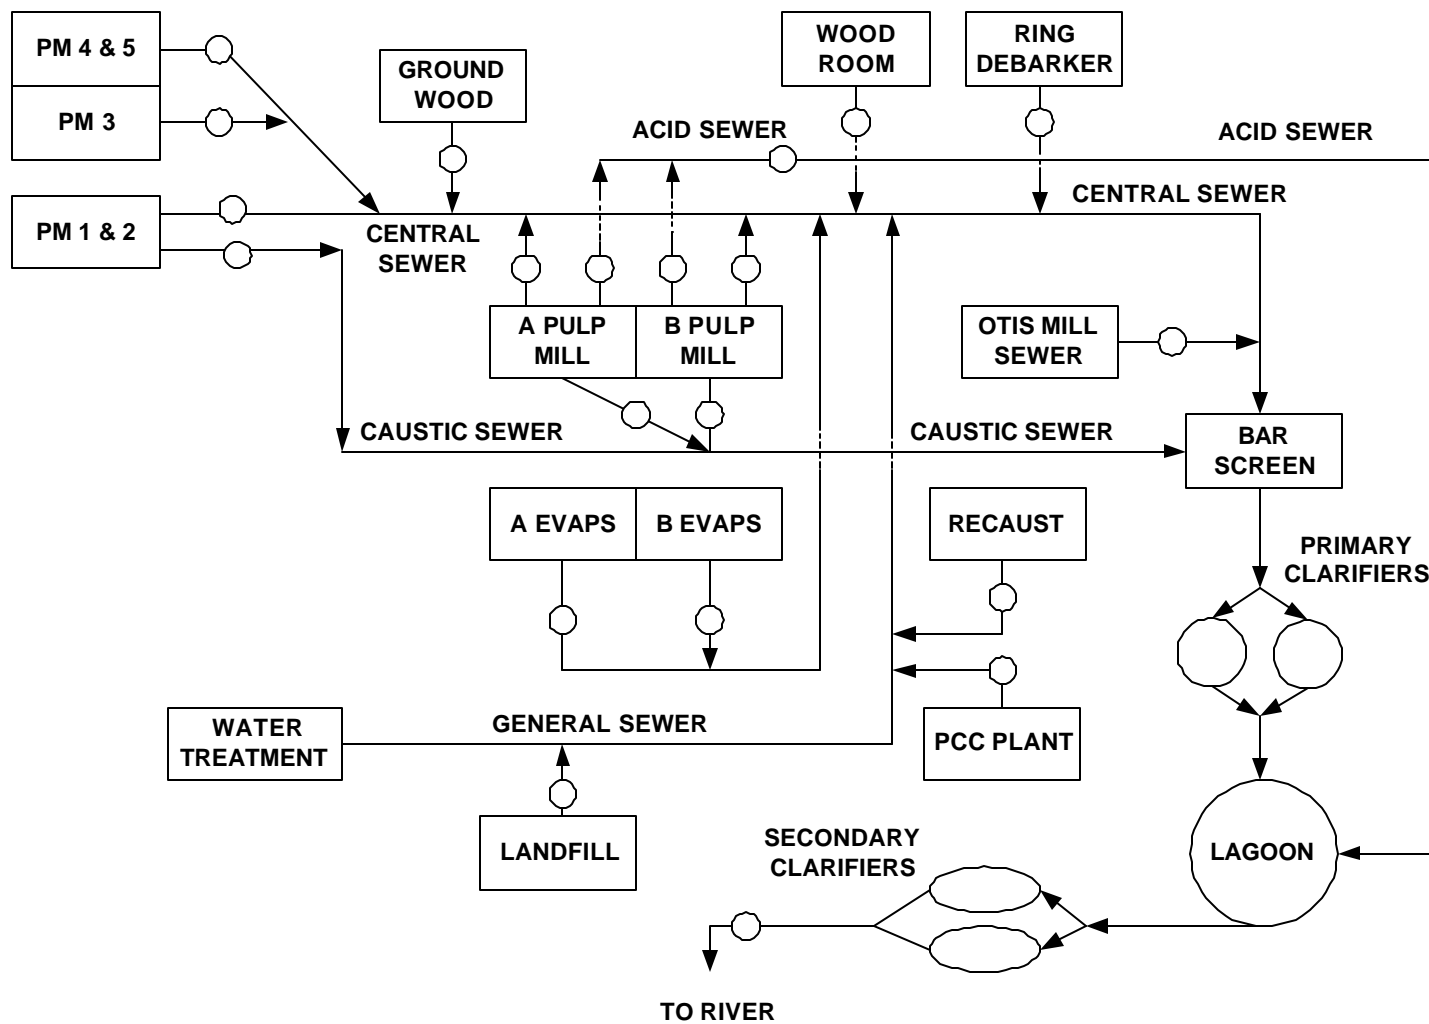 PM 4 & 5
PM 3
PM 1 & 2
GROUND
WOOD
WOOD
ROOM
RING
DEBARKER
ACID SEWER
ACID SEWER
CENTRAL SEWER
CENTRAL
SEWER
A PULP
MILL
B PULP
MILL
OTIS MILL
SEWER
CAUSTIC SEWER
CAUSTIC SEWER
BAR
SCREEN
A EVAPS
B EVAPS
RECAUST
PRIMARY
CLARIFIERS
WATER
TREATMENT
GENERAL SEWER
PCC PLANT
LANDFILL
SECONDARY
CLARIFIERS
LAGOON
TO RIVER